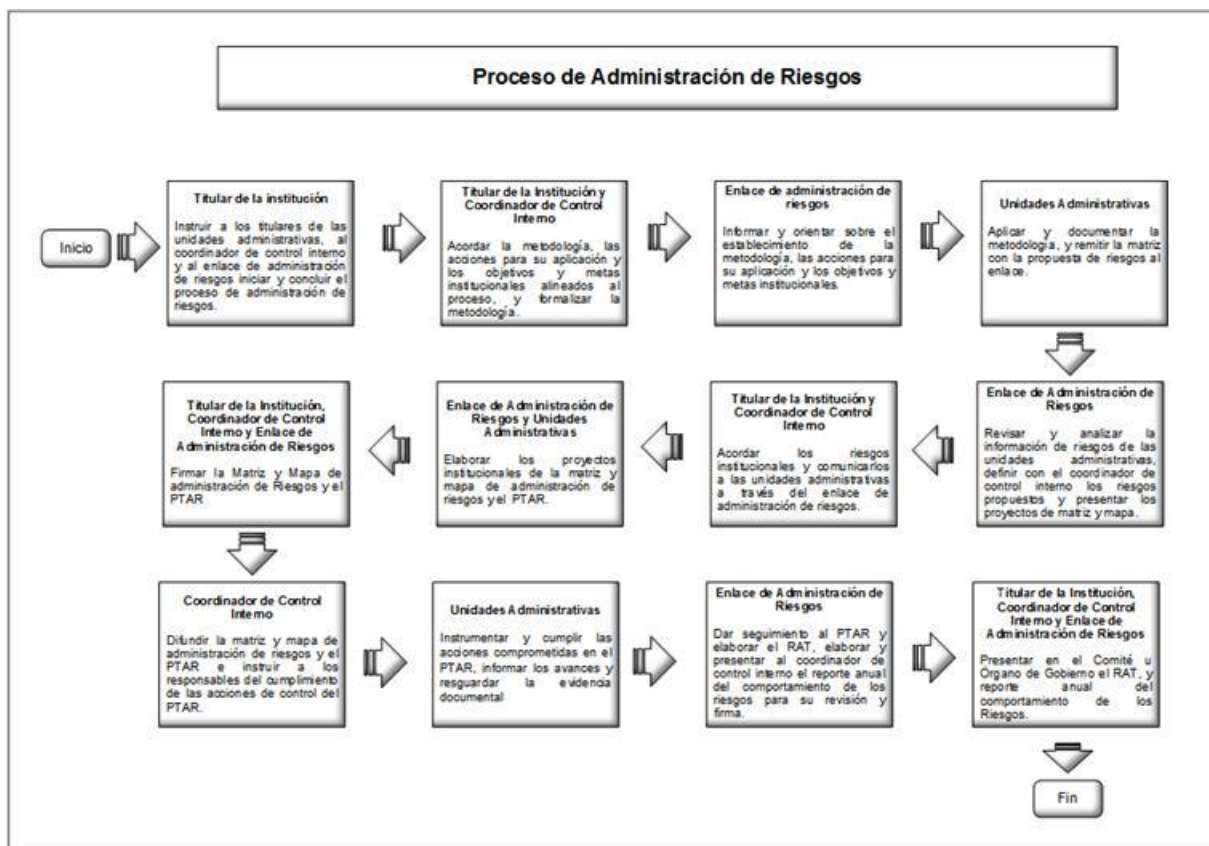 Proceso de Administración de Riesgos
Inicio
Titular de la institución
Instruir a los titulares de las
unidades administrativas, al
coordinador de control interno
y al enlace de administración
de riesgos iniciar y concluir el
proceso de administración de
riesgos.
Titular de la Institución y
Coordinador de Control
Interno
Acordar la metodología, las
acciones para su aplicación y
los objetivos y metas
institucionales alineados al
proceso, y formalizar la
metodología.
Enlace de administración de
riesgos
Informar y orientar sobre el
establecimiento de la
metodología, las acciones para
su aplicación y los objetivos y
metas institucionales.
Unidades Administrativas
Aplicar y documentar la
metodología, y remitir la matriz
con la propuesta de riesgos al
enlace.
Enlace de Administración de
Riesgos
Revisar y analizar la
información de riesgos de las
unidades administrativas,
definir con el coordinador de
control interno los riesgos
propuestos y presentar los
proyectos de matriz y mapa.
Titular de la Institución y
Coordinador de Control
Interno
Acordar los riesgos
institucionales y comunicarlos
a las unidades administrativas
a través del enlace de
administración de riesgos.
Enlace de Administración de
Riesgos y Unidades
Administrativas
Elaborar los proyectos
institucionales de la matriz y
mapa de administración de
riesgos y el PTAR.
Titular de la Institución,
Coordinador de Control
Interno y Enlace de
Administración de Riesgos
Firmar la Matriz y Mapa de
administración de Riesgos y el
PTAR
Coordinador de Control
Interno
Difundir la matriz y mapa de
administración de riesgos y el
PTAR e instruir a los
responsables del cumplimiento
de las acciones de control del
PTAR.
Unidades Administrativas
Instrumentar y cumplir las
acciones comprometidas en el
PTAR, informar los avances y
resguardar la evidencia
documental
Enlace de Administración de
Riesgos
Dar seguimiento al PTAR y
elaborar el RAT, elaborar y
presentar al coordinador de
control interno el reporte anual
del comportamiento de los
riesgos para su revisión y
firma.
Titular de la Institución,
Coordinador de Control
Interno y Enlace de
Administración de Riesgos
Presentar en el Comité u
Órgano de Gobierno el RAT, y
reporte anual del
comportamiento de los
Riesgos.
Fin